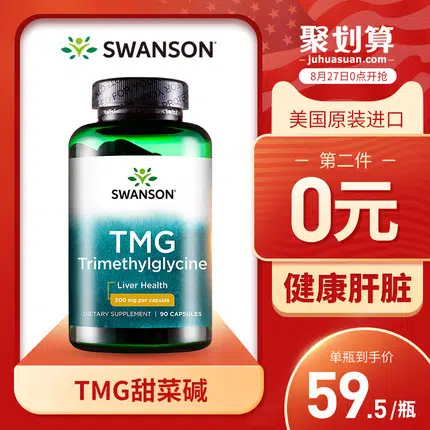 SWANSON
聚划算
juhuasuan.com
8月27日0点开抢
美国原装进口
第二件
0元
健康肝脏
单瓶到手价
59.5/瓶
SWANSON
TMG
Trimethylglycine
Liver Health
500 mg per capsule
DIETARY SUPPLEMENT | 90 CAPSULES
TMG甜菜碱